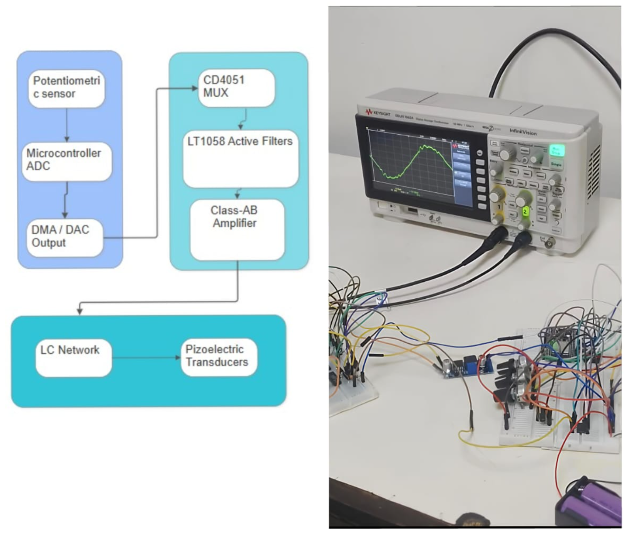 Potentiometri
c sensor
Microcontroller
ADC
DMA / DAC
Output
CD4051
MUX
LT1058 Active Filters
Class-AB
Amplifier
LC Network
Pizoelectric
Transducers
KEYSIGHT
InfiniiVision
2